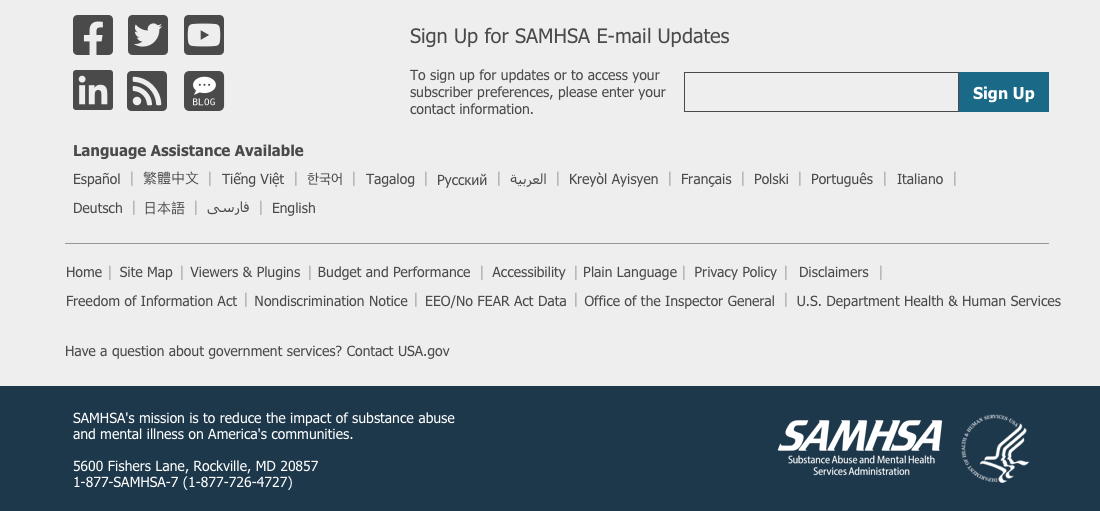 BLOG
Sign Up for SAMHSA E-mail Updates
To sign up for updates or to access your
subscriber preferences, please enter your
contact information.
Sign Up
Language Assistance Available
Español | 繁體中文 | Tiếng Việt | 한국어 | Tagalog | Русский | العربية | Kreyòl Ayisyen | Français | Polski | Português | Italiano |
Deutsch | 日本語 | فارسی | English
Home | Site Map | Viewers & Plugins | Budget and Performance | Accessibility | Plain Language | Privacy Policy | Disclaimers |
Freedom of Information Act | Nondiscrimination Notice | EEO/No FEAR Act Data | Office of the Inspector General | U.S. Department Health & Human Services
Have a question about government services? Contact USA.gov
SAMHSA's mission is to reduce the impact of substance abuse
and mental illness on America's communities.
5600 Fishers Lane, Rockville, MD 20857
1-877-SAMHSA-7 (1-877-726-4727)
SAMHSA
Substance Abuse and Mental Health
Services Administration
DEPARTMENT OF HEALTH & HUMAN SERVICES·USA